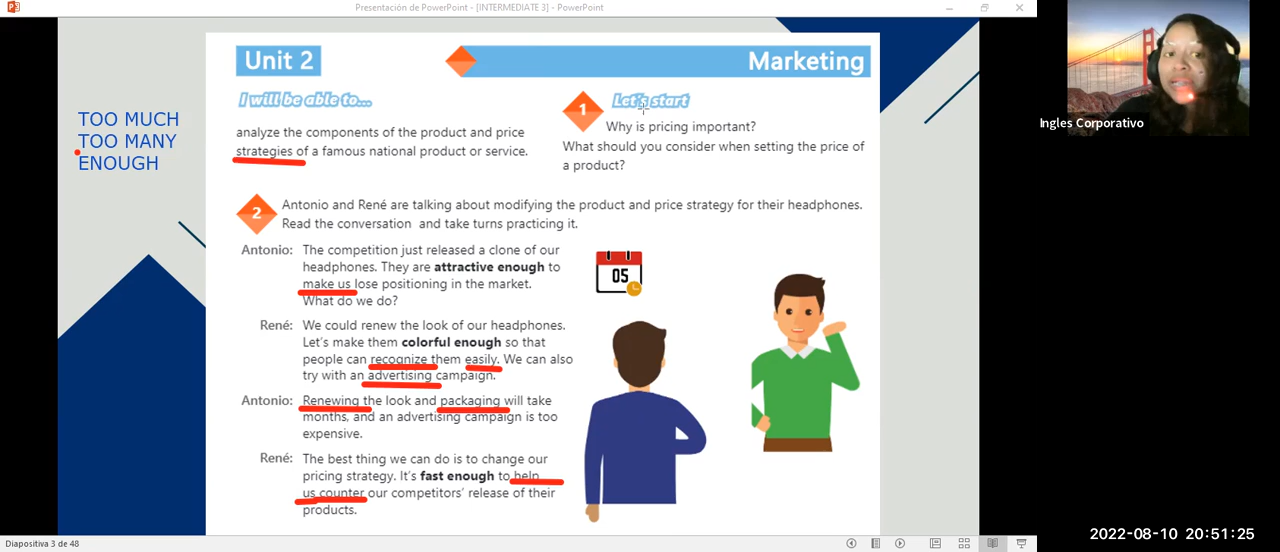 Presentación de PowerPoint - [INTERMEDIATE 3] - PowerPoint
TOO MUCH
TOO MANY
ENOUGH
Unit 2
Marketing
I will be able to...
analyze the components of the product and price
strategies of a famous national product or service.
1
Let's start
Why is pricing important?
What should you consider when setting the price of
a product?
2
Antonio and René are talking about modifying the product and price strategy for their headphones.
Read the conversation and take turns practicing it.
Antonio: The competition just released a clone of our
headphones. They are attractive enough to
make us lose positioning in the market.
What do we do?
René: We could renew the look of our headphones.
Let's make them colorful enough so that
people can recognize them easily. We can also
try with an advertising campaign.
Antonio: Renewing the look and packaging will take
months, and an advertising campaign is too
expensive.
René: The best thing we can do is to change our
pricing strategy. It's fast enough to help
us counter our competitors' release of their
products.
05
Ingles Corporativo
Diapositiva 3 de 48
2022-08-10 20:51:25